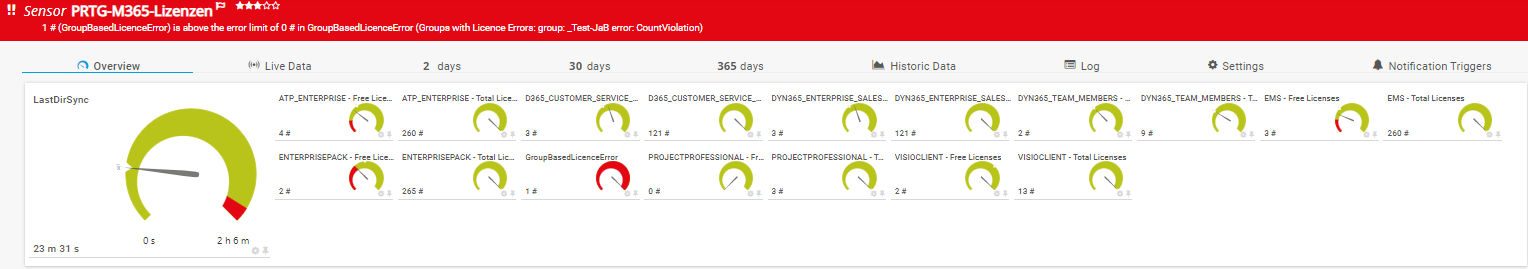 !! Sensor PRTG-M365-Lizenzen
1 # (GroupBasedLicenceError) is above the error limit of 0 # in GroupBasedLicenceError (Groups with Licence Errors: group: _Test-JaB error: CountViolation)
Overview Live Data 2 days 30 days 365 days Historic Data Log Settings Notification Triggers
LastDirSync
0 s 2 h 6 m
23 m 31 s
ATP_ENTERPRISE - Free Lice...
4 #
ATP_ENTERPRISE - Total Lice...
260 #
D365_CUSTOMER_SERVICE_...
3 #
D365_CUSTOMER_SERVICE_...
121 #
DYN365_ENTERPRISE_SALES...
3 #
DYN365_ENTERPRISE_SALES...
121 #
DYN365_TEAM_MEMBERS - ...
2 #
DYN365_TEAM_MEMBERS - T...
9 #
EMS - Free Licenses
3 #
EMS - Total Licenses
260 #
ENTERPRISEPACK - Free Lice...
2 #
ENTERPRISEPACK - Total Lic...
265 #
GroupBasedLicenceError
1 #
PROJECTPROFESSIONAL - Fr...
0 #
PROJECTPROFESSIONAL - T...
3 #
VISIOCLIENT - Free Licenses
2 #
VISIOCLIENT - Total Licenses
13 #